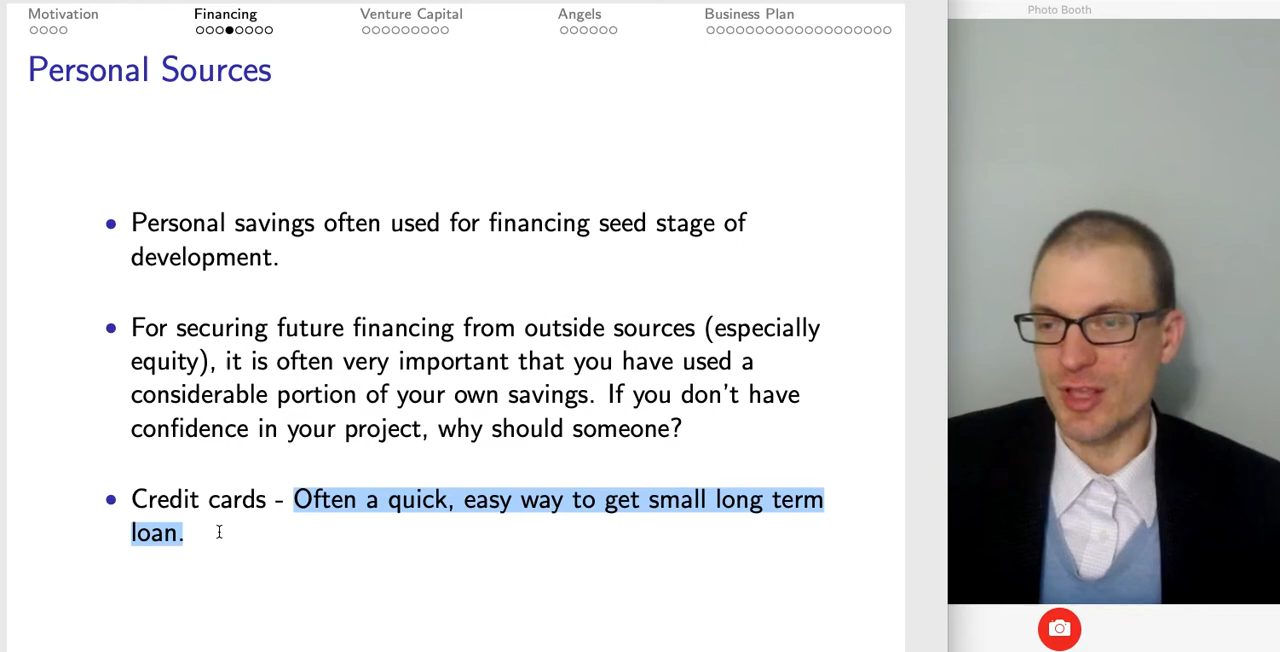 Motivation Financing Venture Capital Angels Business Plan
Personal Sources
Personal savings often used for financing seed stage of
development.
For securing future financing from outside sources (especially
equity), it is often very important that you have used a
considerable portion of your own savings. If you don't have
confidence in your project, why should someone?
Credit cards - Often a quick, easy way to get small long term
loan.
Photo Booth